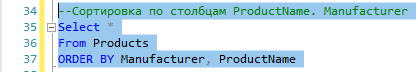 34 --Сортировка по столбцам ProductName. Manufacturer
35 Select *
36 From Products
37 ORDER BY Manufacturer, ProductName